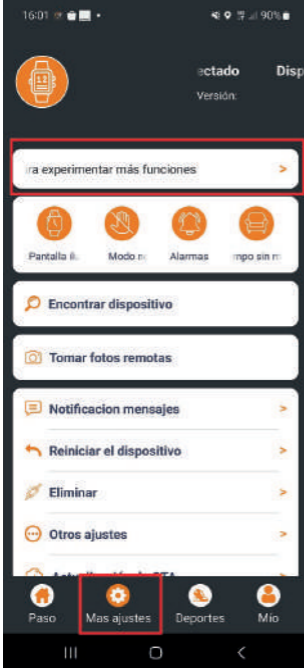 16:01
90%
ectado Disp
Versión:
ra experimentar más funciones >
Pantalla Modo Alarmas mpo sin
Encontrar dispositivo
Tomar fotos remotas
Notificacion mensajes >
Reiniciar el dispositivo >
Eliminar >
Otros ajustes >
Paso Mas ajustes Deportes Mío